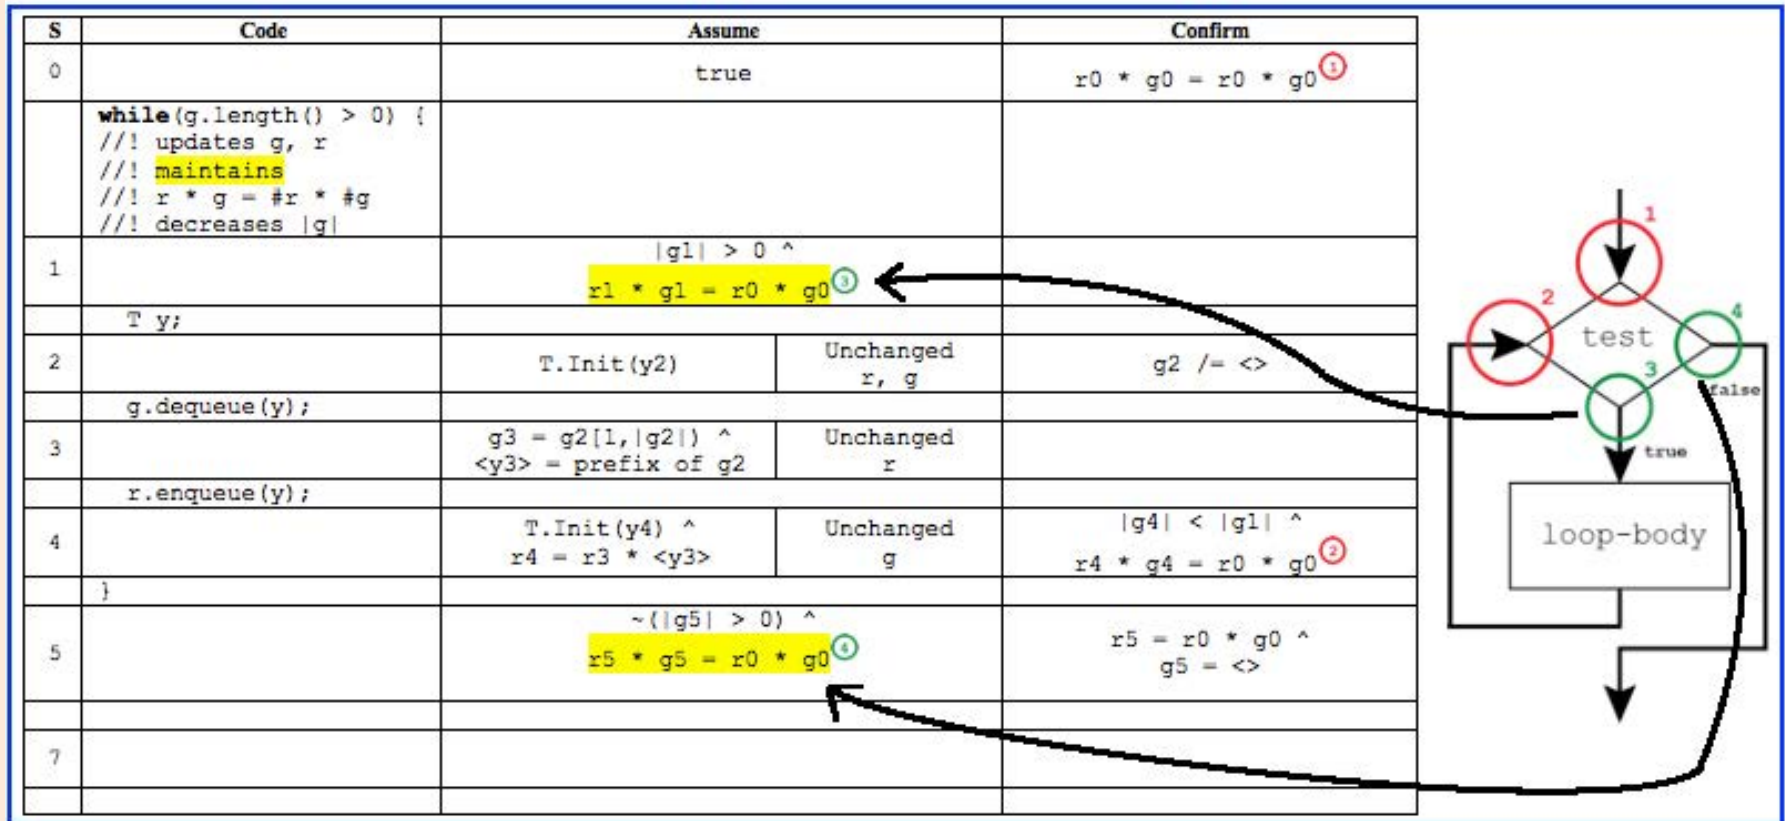 S Code Assume Confirm
0 true r0 * g0 = r0 * g0 1
while(g.length() > 0) {
//! updates g, r
//! maintains
//! r * g = #r * #g
//! decreases |g|
1 |g1| > 0 ^
r1 * g1 = r0 * g0 3
T y;
2 T.Init(y2) Unchanged
r, g
g2 /= <>
g.dequeue(y);
3 g3 = g2[1,|g2|) ^
<y3> = prefix of g2
Unchanged
r
r.enqueue(y);
4 T.Init(y4) ^
r4 = r3 * <y3>
Unchanged
g
|g4| < |g1| ^
r4 * g4 = r0 * g0 2
}
5 ~(|g5| > 0) ^
r5 * g5 = r0 * g0 4
r5 = r0 * g0 ^
g5 = <>
7
1
2
4
test
3
false
true
loop-body